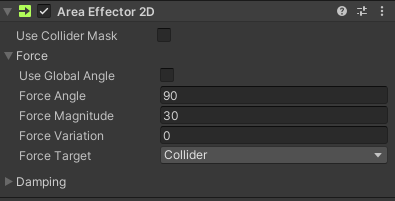 Area Effector 2D
Use Collider Mask
Force
Use Global Angle
Force Angle 90
Force Magnitude 30
Force Variation 0
Force Target Collider
Damping